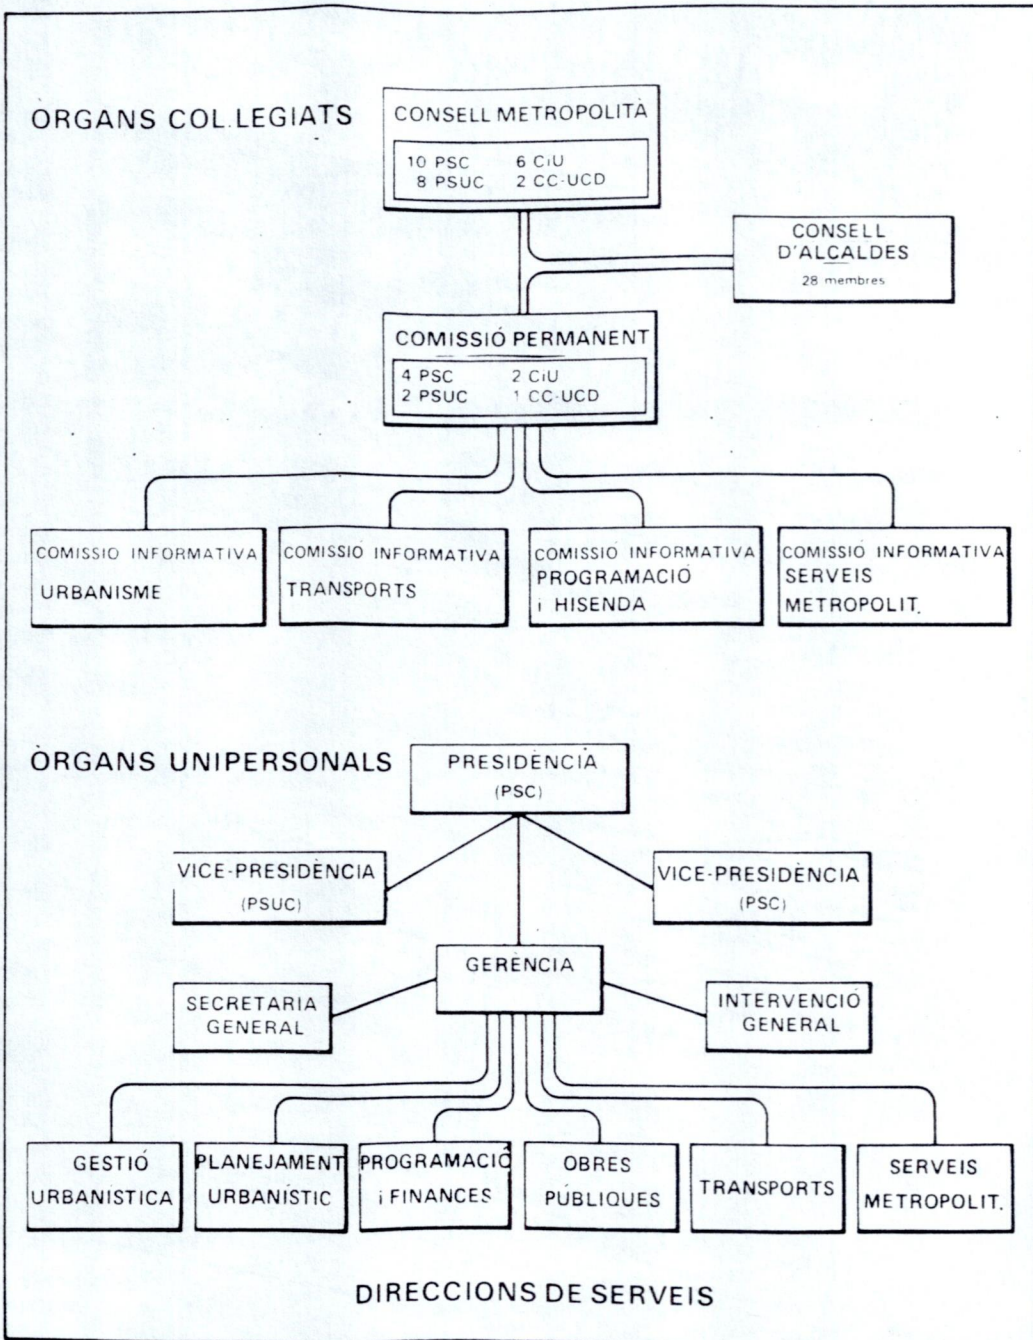 ÒRGANS COL.LEGIATS
CONSELL METROPOLITÀ
10 PSC 6 CiU
8 PSUC 2 CC-UCD
CONSELL
D'ALCALDES
28 membres
COMISSIÓ PERMANENT
4 PSC 2 CiU
2 PSUC 1 CC-UCD
COMISSIO INFORMATIVA
URBANISME
COMISSIO INFORMATIVA
TRANSPORTS
COMISSIO INFORMATIVA
PROGRAMACIÓ
i HISENDA
COMISSIO INFORMATIVA
SERVEIS
METROPOLIT.
ÒRGANS UNIPERSONALS
PRESIDÈNCIA
(PSC)
VICE-PRESIDÈNCIA
(PSUC)
VICE-PRESIDÈNCIA
(PSC)
GERÈNCIA
SECRETARIA
GENERAL
INTERVENCIÓ
GENERAL
GESTIÓ
URBANISTICA
PLANEJAMENT
URBANÍSTIC
PROGRAMACIÓ
i FINANCES
OBRES
PÚBLIQUES
TRANSPORTS
SERVEIS
METROPOLIT.
DIRECCIONS DE SERVEIS